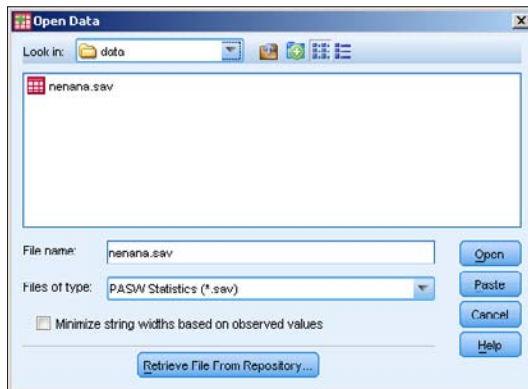 Open Data
Look in: data
nenana.sav
File name: nenana.sav
Open
Files of type: PASW Statistics (*.sav)
Paste
Minimize string widths based on observed values
Cancel
Help
Retrieve File From Repository...